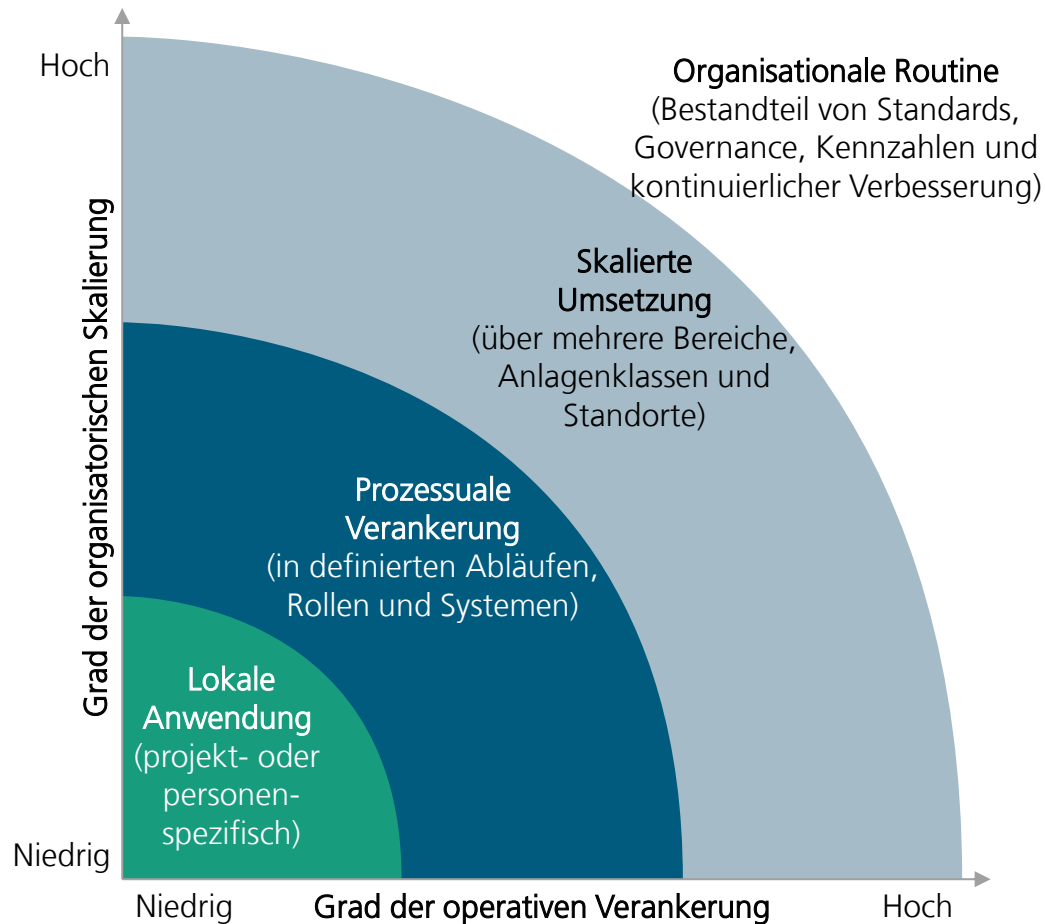 Hoch
Organisationale Routine
(Bestandteil von Standards,
Governance, Kennzahlen und
kontinuierlicher Verbesserung)
Grad der organisatorischen Skalierung
Skalierte
Umsetzung
(über mehrere Bereiche,
Anlagenklassen und
Standorte)
Prozessuale
Verankerung
(in definierten Abläufen,
Rollen und Systemen)
Lokale
Anwendung
(projekt- oder
personen-
spezifisch)
Niedrig
Niedrig
Grad der operativen Verankerung
Hoch